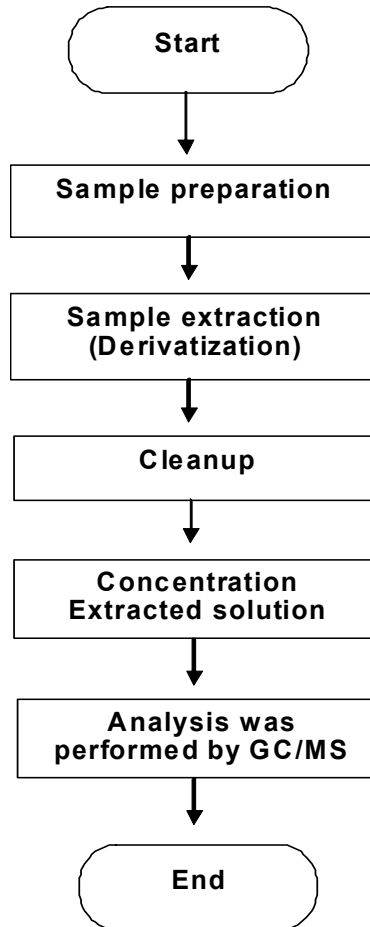 Start
Sample preparation
Sample extraction
(Derivatization)
Cleanup
Concentration
Extracted solution
Analysis was
performed by GC/MS
End